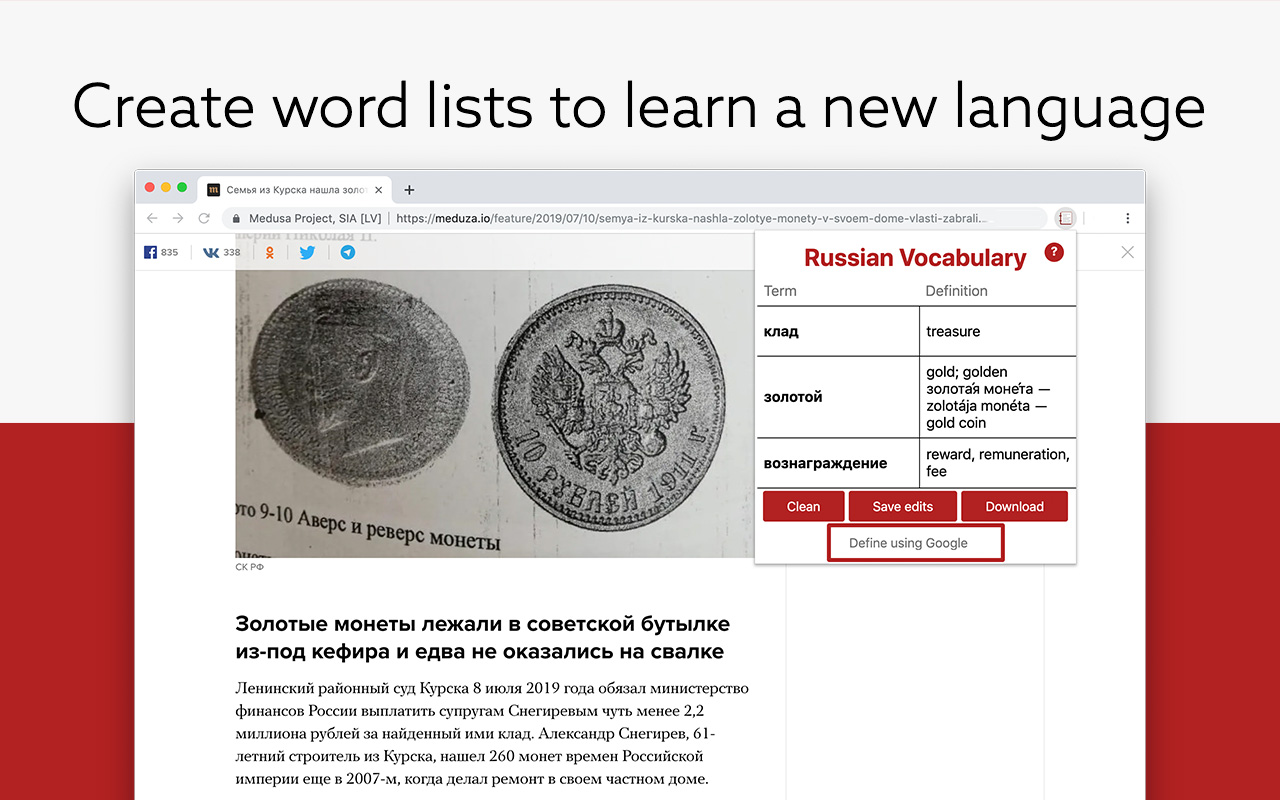 Create word lists to learn a new language
Семья из Курска нашла золот
Medusa Project, SIA [LV] | https://meduza.io/feature/2019/07/10/semya-iz-kurska-nashla-zolotye-monety-v-svoem-dome-vlasti-zabrali...
Николая II.
835
338
Russian Vocabulary
?
Term Definition
клад treasure
золотой gold; golden
золота́я моне́та —
zolotája monéta —
gold coin
вознаграждение reward, remuneration,
fee
Clean Save edits Download
Define using Google
10 РУБЛЕЙ 1911 Г.
9-10 Аверс и реверс монеты
СК РФ
Золотые монеты лежали в советской бутылке
из-под кефира и едва не оказались на свалке
Ленинский районный суд Курска 8 июля 2019 года обязал министерство
финансов России выплатить супругам Снегиревым чуть менее 2,2
миллиона рублей за найденный ими клад. Александр Снегирев, 61-
летний строитель из Курска, нашел 260 монет времен Российской
империи еще в 2007-м, когда делал ремонт в своем частном доме.